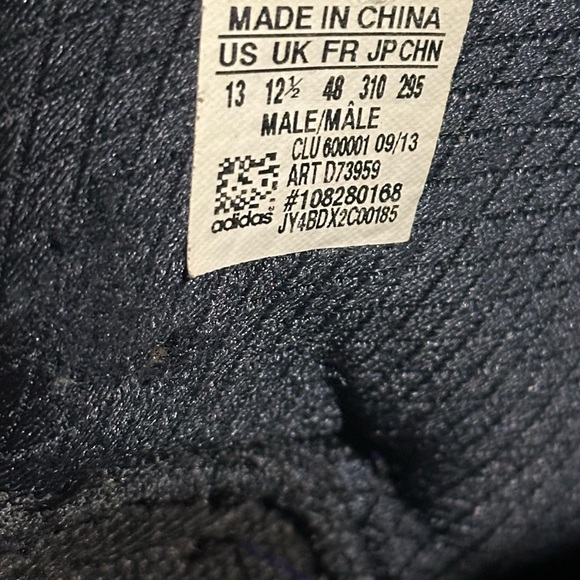 MADE IN CHINA
US UK FR JP CHN
13 12½ 48 310 295
MALE/MÂLE
CLU 600001 09/13
ART D73959
#108280168
adidas JY4BDX2C00185